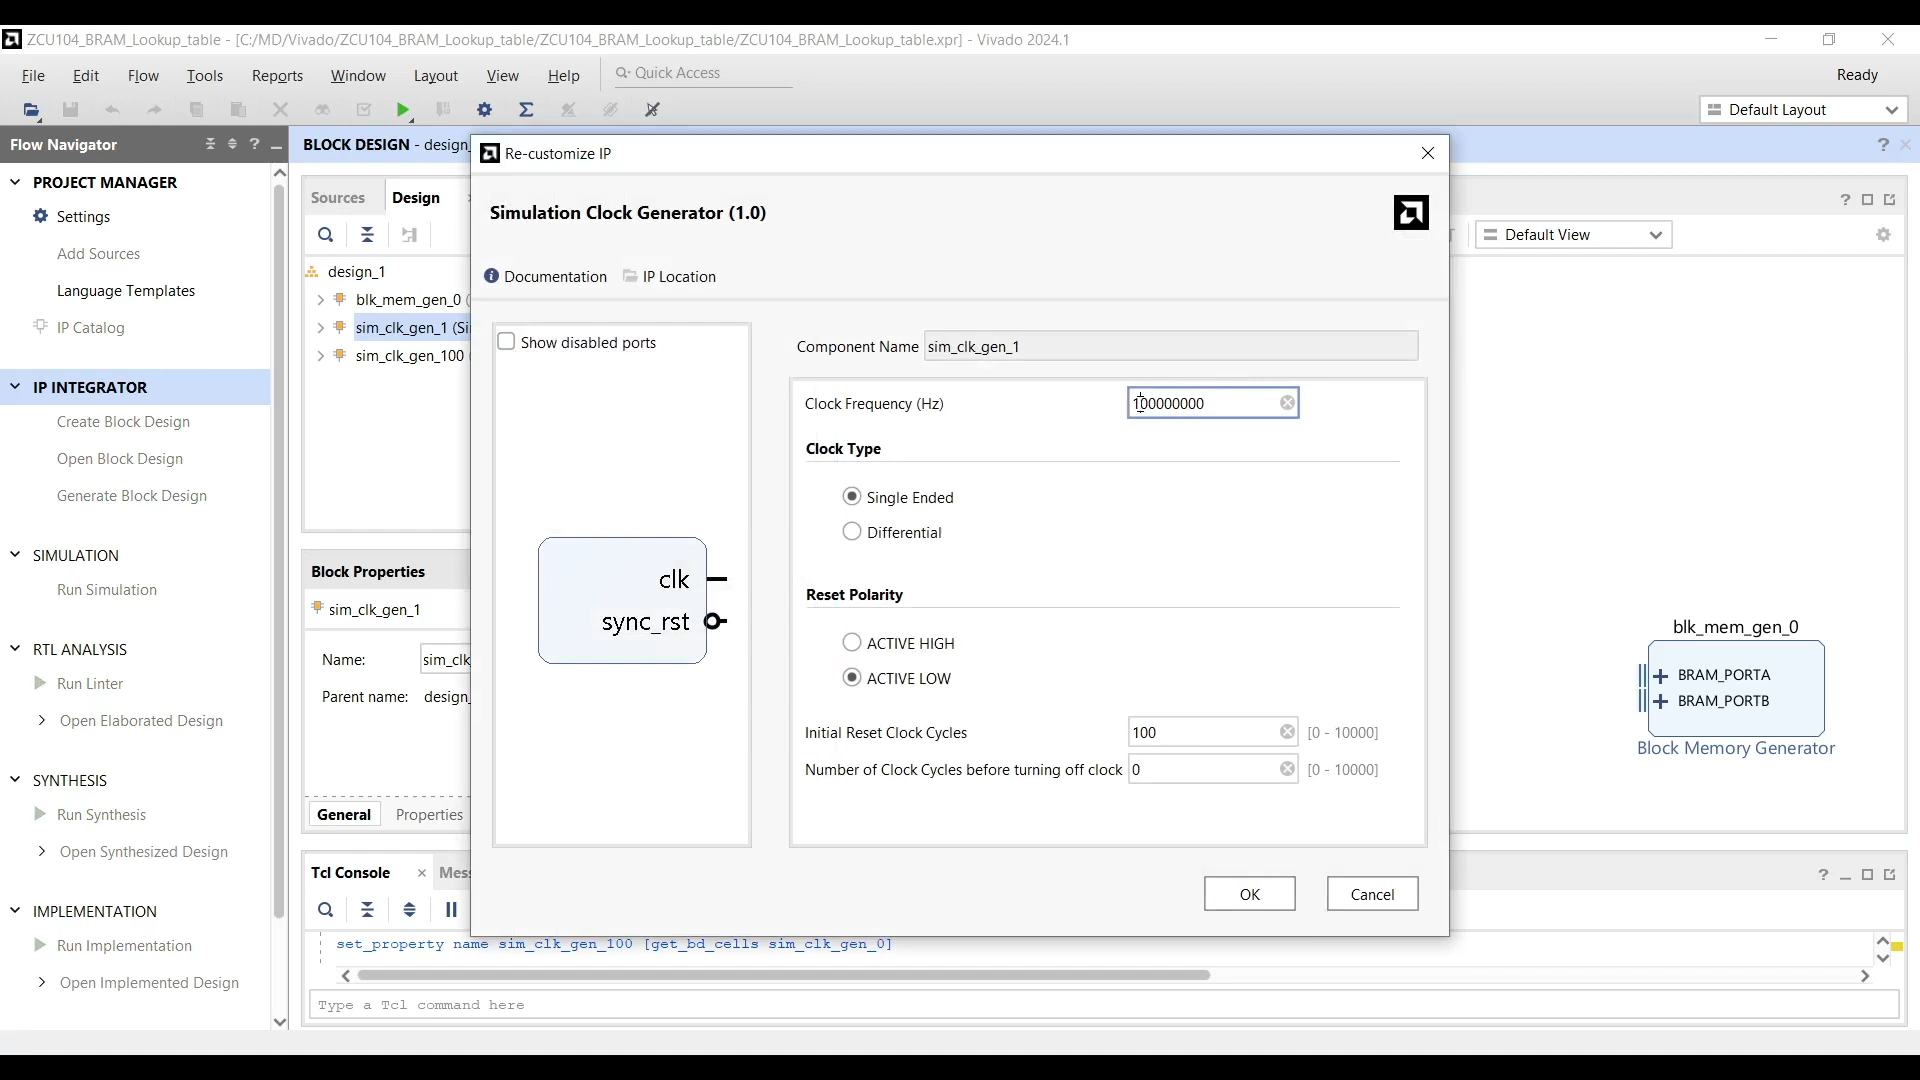 ZCU104_BRAM_Lookup_table - [C:/MD/Vivado/ZCU104_BRAM_Lookup_table/ZCU104_BRAM_Lookup_table/ZCU104_BRAM_Lookup_table.xpr] - Vivado 2024.1
File Edit Flow Tools Reports Window Layout View Help Quick Access Ready
Default Layout
Flow Navigator
BLOCK DESIGN - design_
Re-customize IP
PROJECT MANAGER
Settings
Add Sources
Language Templates
IP Catalog
IP INTEGRATOR
Create Block Design
Open Block Design
Generate Block Design
SIMULATION
Run Simulation
RTL ANALYSIS
Run Linter
Open Elaborated Design
SYNTHESIS
Run Synthesis
Open Synthesized Design
IMPLEMENTATION
Run Implementation
Open Implemented Design
Sources Design
design_1
blk_mem_gen_0 (
sim_clk_gen_1 (Si
sim_clk_gen_100 (
Block Properties
sim_clk_gen_1
Name: sim_clk
Parent name: design_
General Properties
Simulation Clock Generator (1.0)
Documentation IP Location
Show disabled ports
clk
sync_rst
Component Name sim_clk_gen_1
Clock Frequency (Hz) 100000000
Clock Type
Single Ended
Differential
Reset Polarity
ACTIVE HIGH
ACTIVE LOW
Initial Reset Clock Cycles 100 [0 - 10000]
Number of Clock Cycles before turning off clock 0 [0 - 10000]
OK Cancel
Default View
blk_mem_gen_0
BRAM_PORTA
BRAM_PORTB
Block Memory Generator
Tcl Console Mess
set_property name sim_clk_gen_100 [get_bd_cells sim_clk_gen_0]
Type a Tcl command here